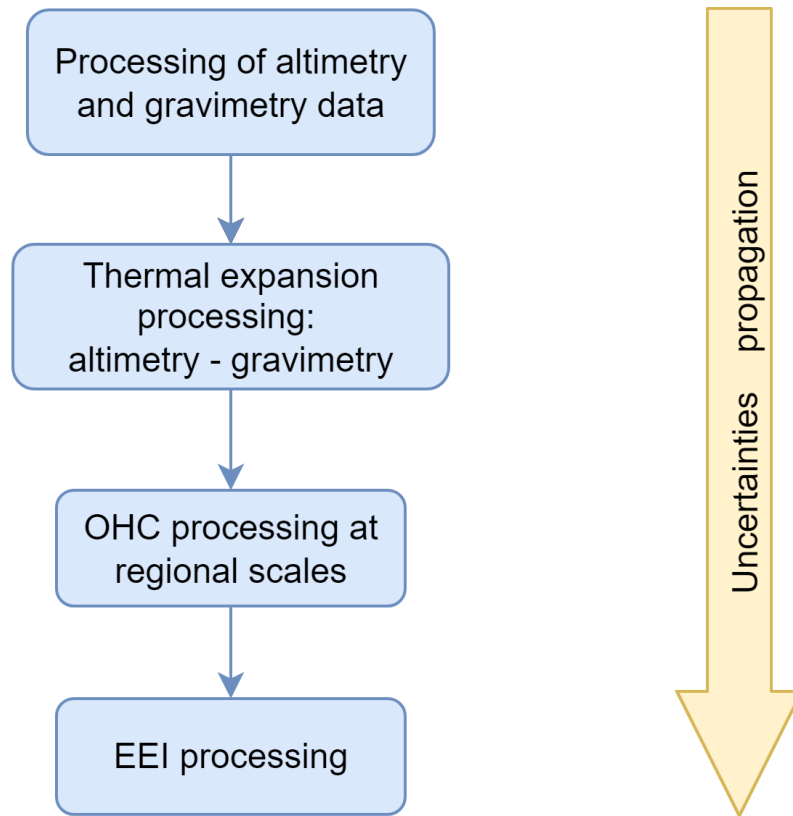 Processing of altimetry
and gravimetry data
Thermal expansion
processing:
altimetry - gravimetry
OHC processing at
regional scales
EEI processing
Uncertainties propagation